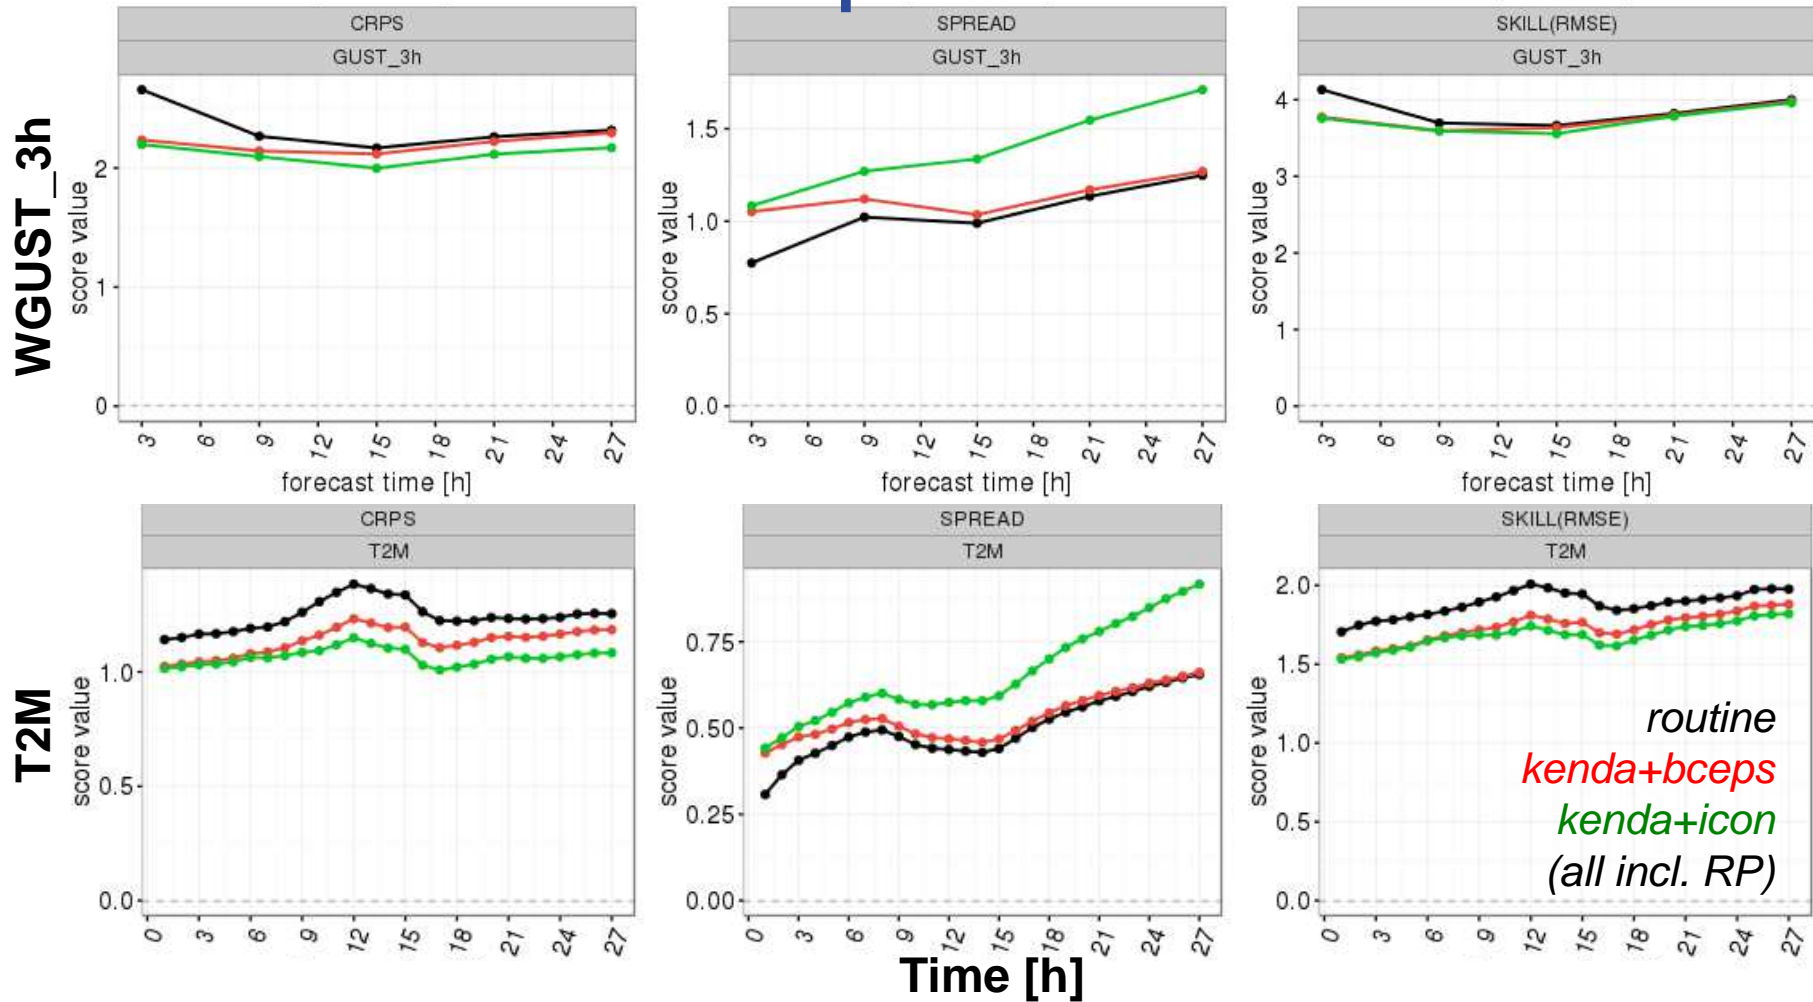 CRPS
GUST_3h
SPREAD
GUST_3h
SKILL(RMSE)
GUST_3h
WGUST_3h
score value
2
1
0
3 6 9 12 15 18 21 24 27
forecast time [h]
score value
1.5
1.0
0.5
0.0
3 6 9 12 15 18 21 24 27
forecast time [h]
score value
4
3
2
1
0
3 6 9 12 15 18 21 24 27
forecast time [h]
CRPS
T2M
SPREAD
T2M
SKILL(RMSE)
T2M
T2M
score value
1.0
0.5
0.0
0 3 6 9 12 15 18 21 24 27
score value
0.75
0.50
0.25
0.00
0 3 6 9 12 15 18 21 24 27
score value
2.0
1.5
1.0
0.5
0.0
0 3 6 9 12 15 18 21 24 27
routine
kenda+bceps
kenda+icon
(all incl. RP)
Time [h]